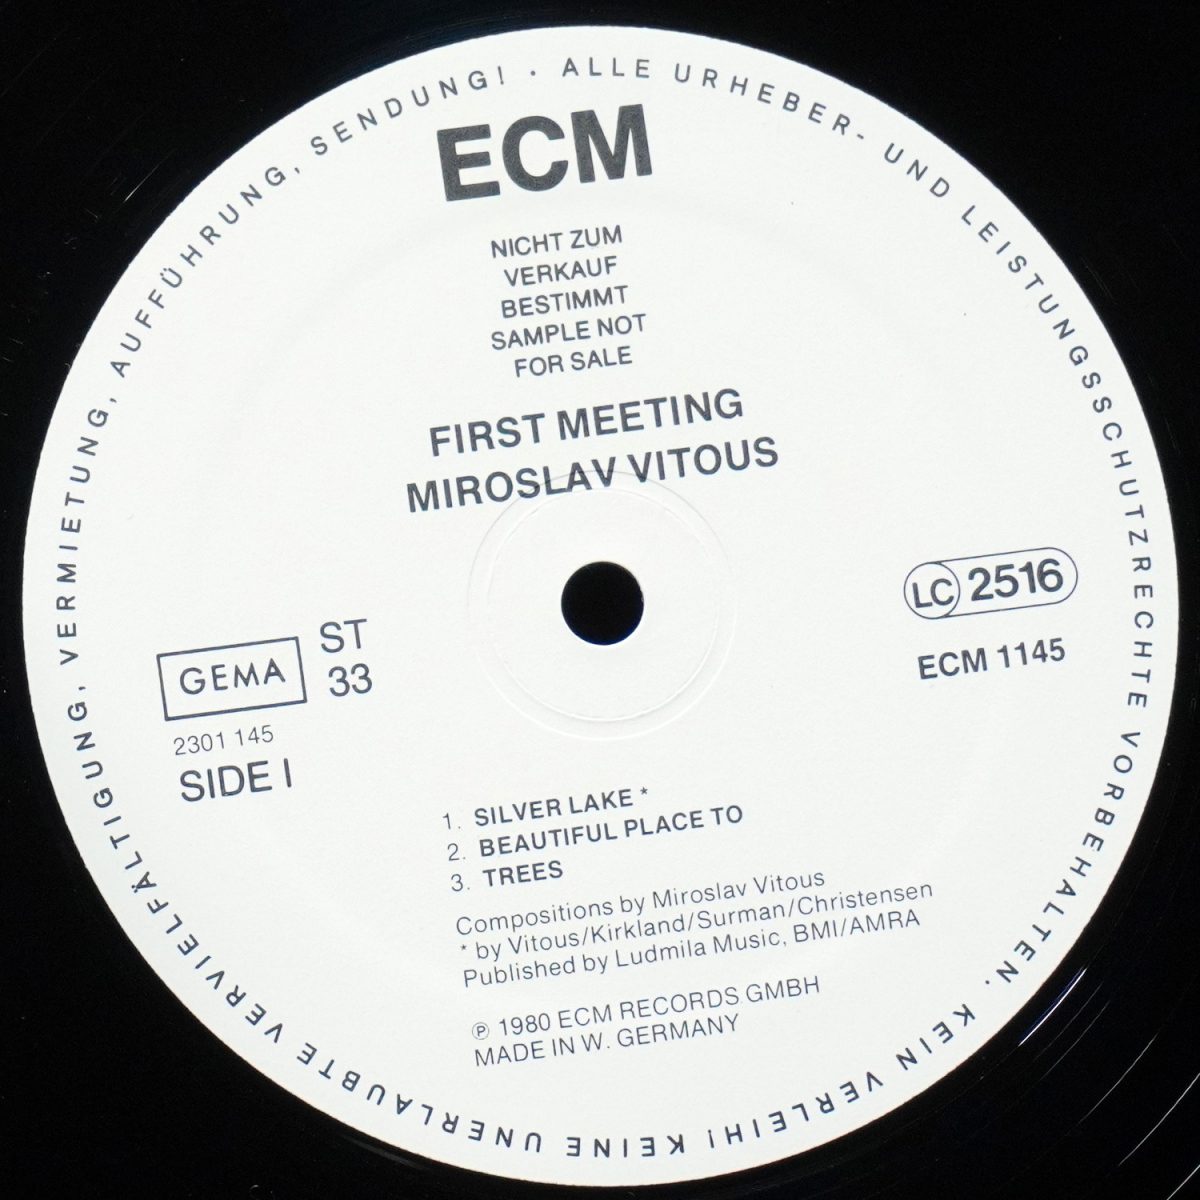 ECM
NICHT ZUM
VERKAUF
BESTIMMT
SAMPLE NOT
FOR SALE
FIRST MEETING
MIROSLAV VITOUS
LC 2516
ECM 1145
GEMA
ST
33
2301 145
SIDE I
1. SILVER LAKE *
2. BEAUTIFUL PLACE TO
3. TREES
Compositions by Miroslav Vitous
* by Vitous/Kirkland/Surman/Christensen
Published by Ludmila Music, BMI/AMRA
℗ 1980 ECM RECORDS GMBH
MADE IN W. GERMANY
· ALLE URHEBER- UND LEISTUNGSSCHUTZRECHTE VORBEHALTEN. KEIN VERLEIH! KEINE UNERLAUBTE VERVIELFÄLTIGUNG, VERMIETUNG, AUFFÜHRUNG, SENDUNG!